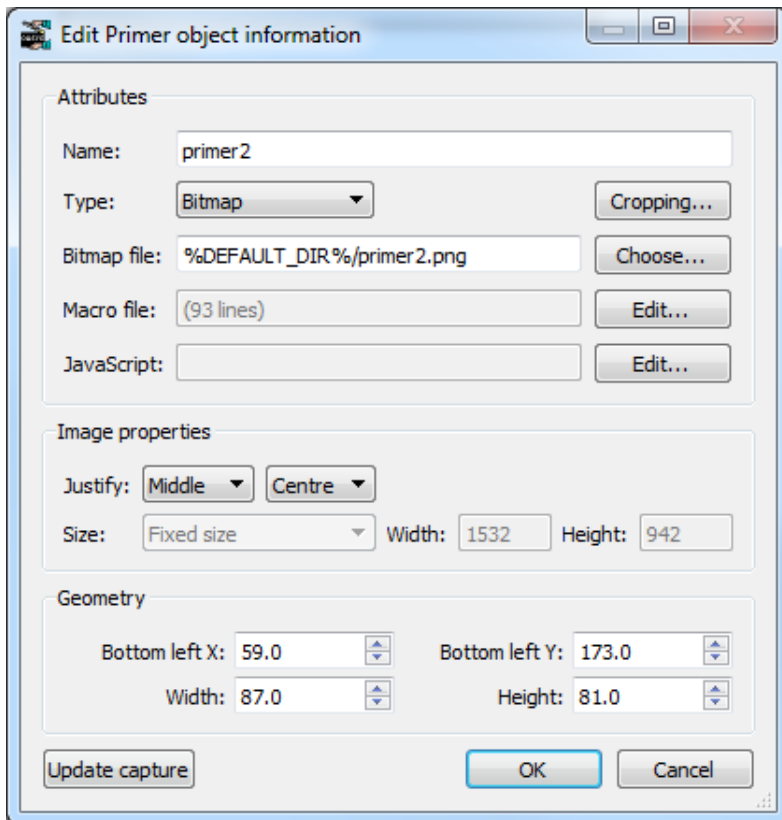 Edit Primer object information
Attributes
Name: primer2
Type: Bitmap Cropping...
Bitmap file: %DEFAULT_DIR%/primer2.png Choose...
Macro file: (93 lines) Edit...
JavaScript: Edit...
Image properties
Justify: Middle Centre
Size: Fixed size Width: 1532 Height: 942
Geometry
Bottom left X: 59.0 Bottom left Y: 173.0
Width: 87.0 Height: 81.0
Update capture OK Cancel